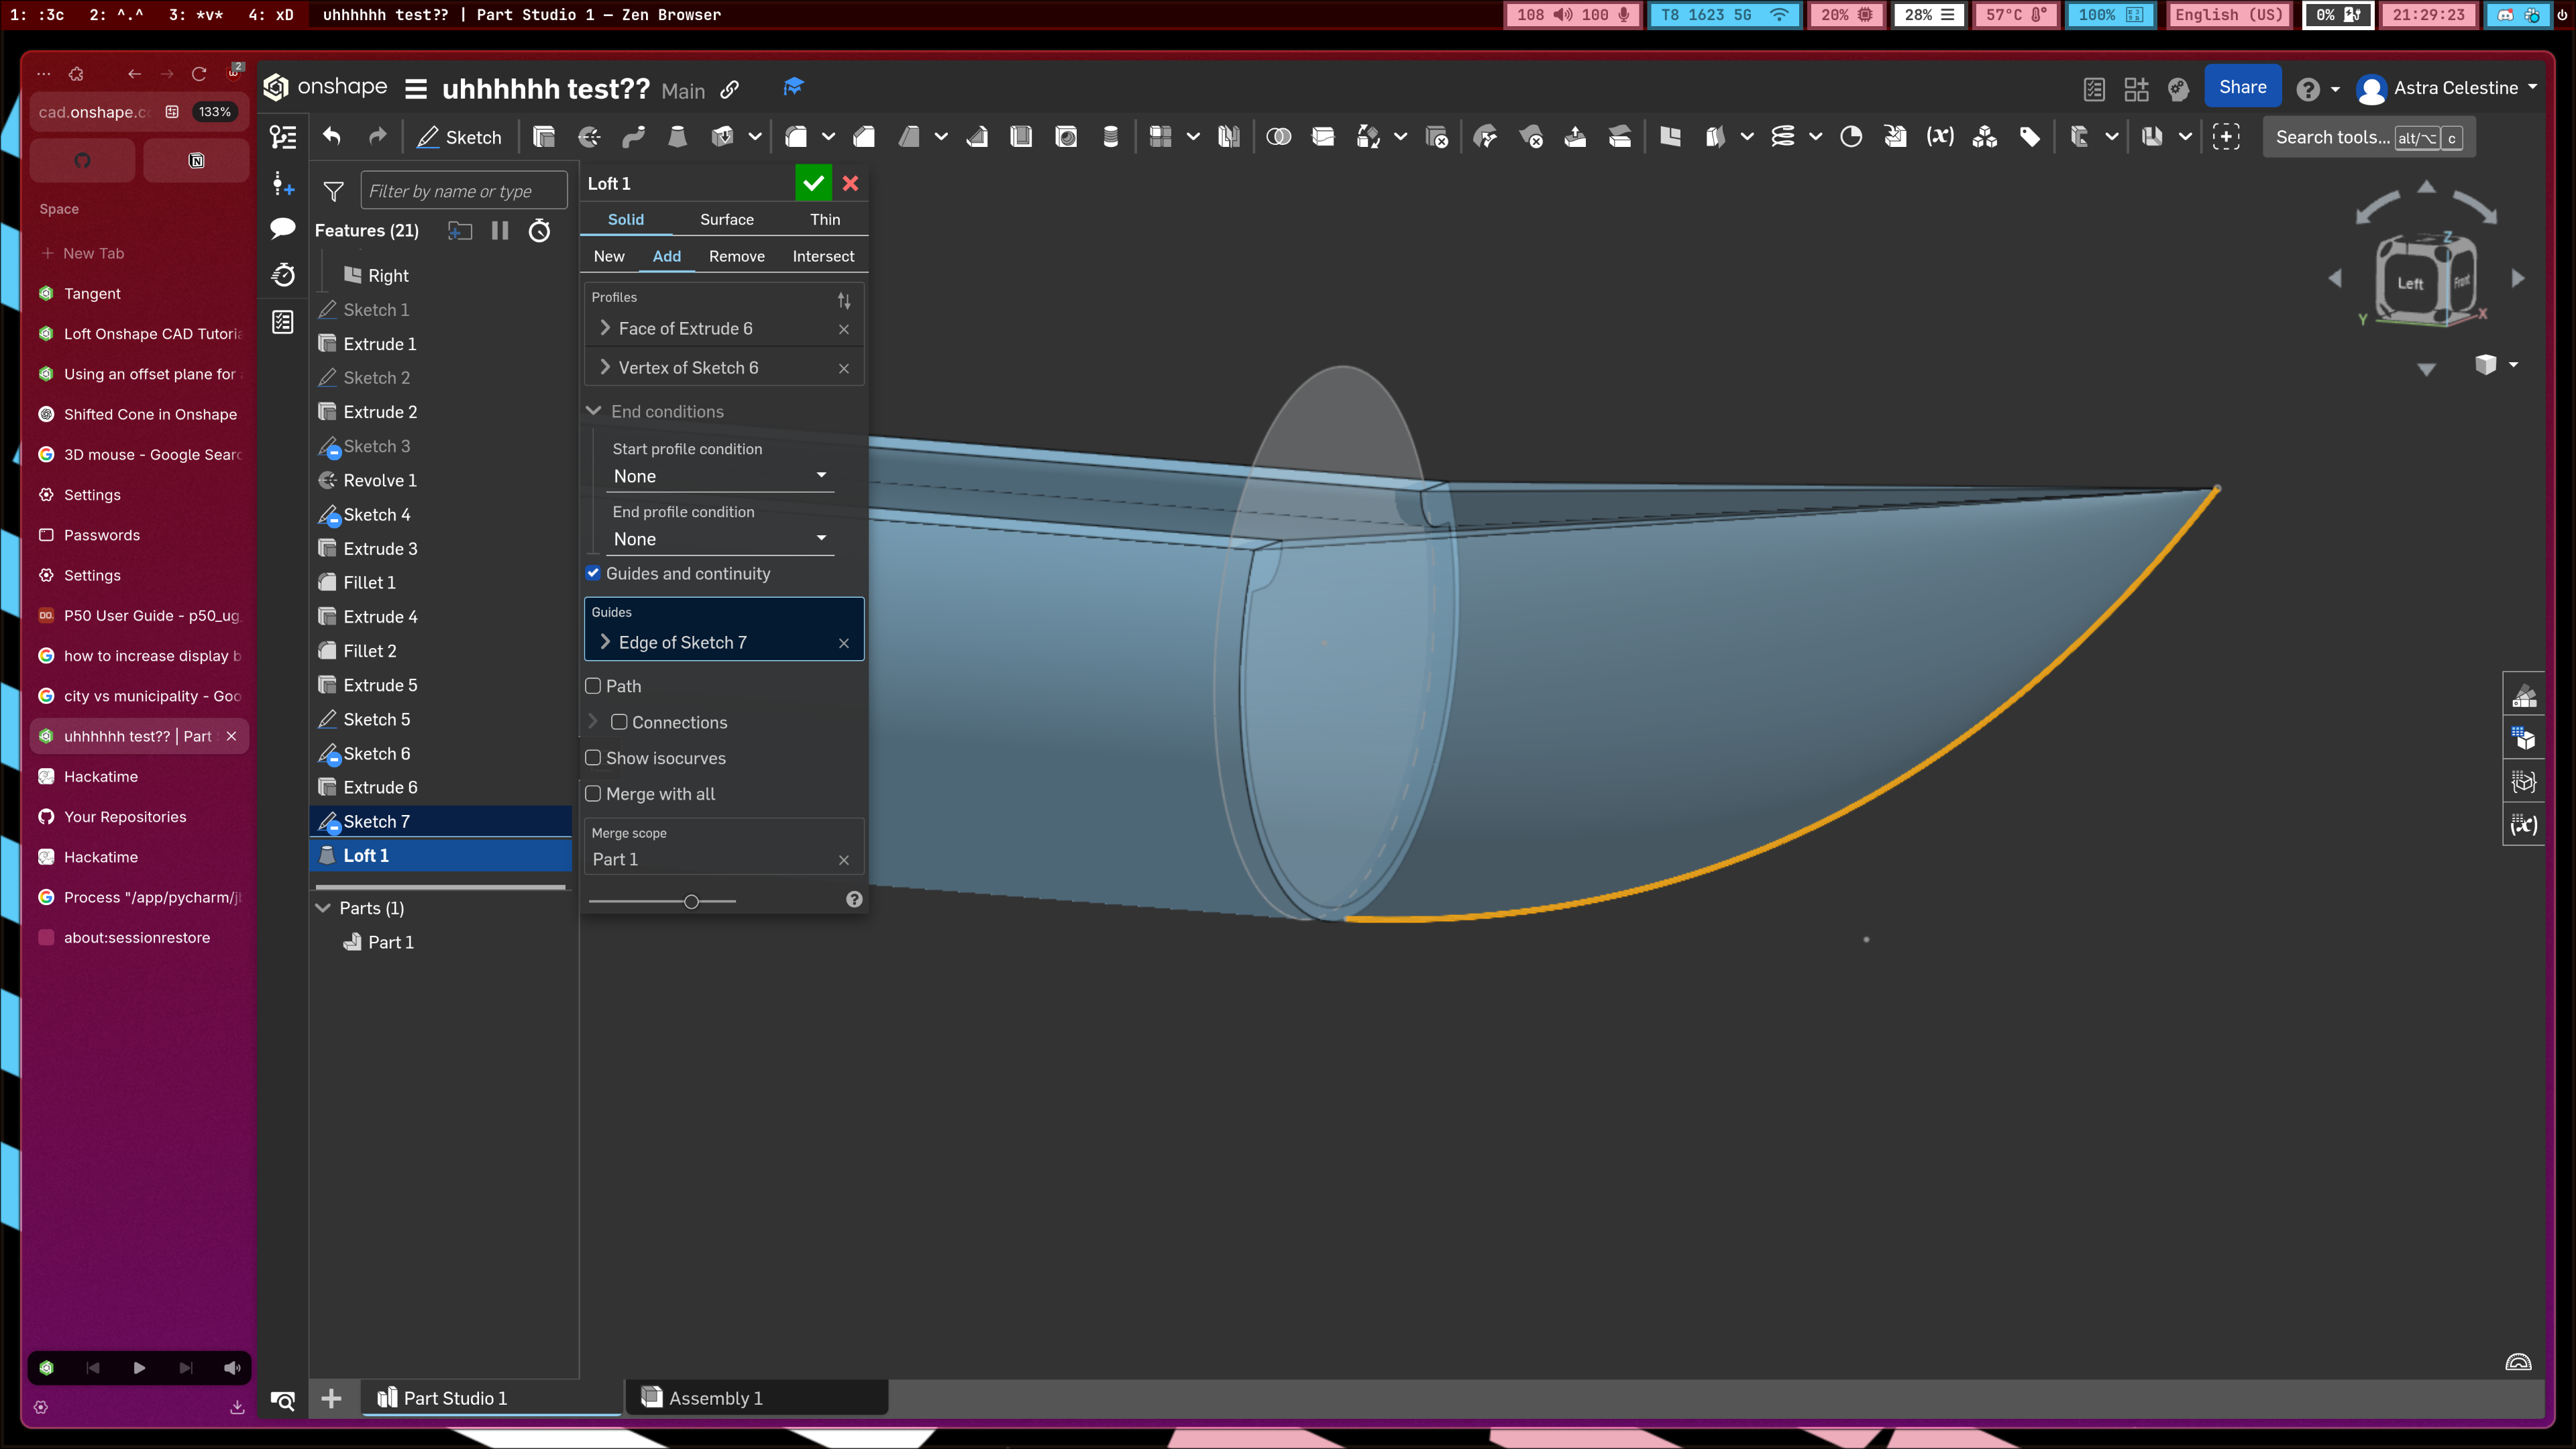 1: :3c 2: ^.^ 3: *v* 4: xD uhhhhhh test?? | Part Studio 1 — Zen Browser 108 100 T8 1623 5G 20% 28% 57°C 100% English (US) 0% 21:29:23
2
cad.onshape.co 133%
Space
New Tab
Tangent
Loft Onshape CAD Tutoria
Using an offset plane for
Shifted Cone in Onshape
3D mouse - Google Searc
Settings
Passwords
Settings
P50 User Guide - p50_ug
how to increase display b
city vs municipality - Goo
uhhhhhh test?? | Part
Hackatime
Your Repositories
Hackatime
Process "/app/pycharm/j
about:sessionrestore
onshape uhhhhhh test?? Main Share Astra Celestine
Sketch Search tools... alt/⌥ c
Filter by name or type
Features (21)
Right
Sketch 1
Extrude 1
Sketch 2
Extrude 2
Sketch 3
Revolve 1
Sketch 4
Extrude 3
Fillet 1
Extrude 4
Fillet 2
Extrude 5
Sketch 5
Sketch 6
Extrude 6
Sketch 7
Loft 1
Parts (1)
Part 1
Loft 1
Solid Surface Thin
New Add Remove Intersect
Profiles
Face of Extrude 6
Vertex of Sketch 6
End conditions
Start profile condition
None
End profile condition
None
Guides and continuity
Guides
Edge of Sketch 7
Path
Connections
Show isocurves
Merge with all
Merge scope
Part 1
Z
Left Front
Y X
Part Studio 1 Assembly 1